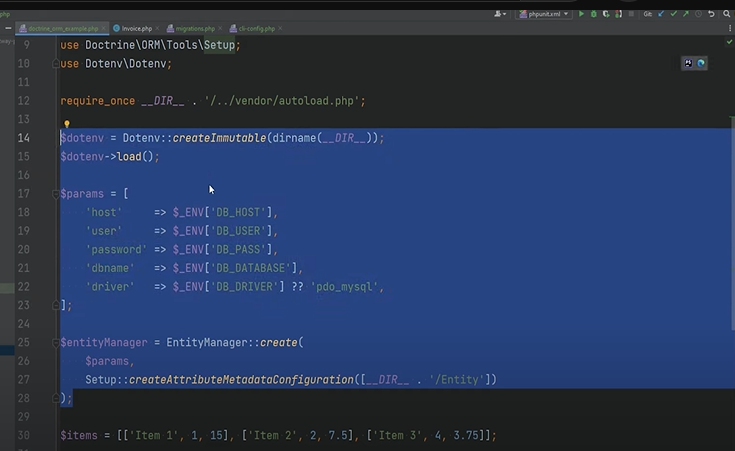 php
phpunit.xml
Git:
doctrine_orm_example.php
Invoice.php
migrations.php
cli-config.php
9 use Doctrine\ORM\Tools\Setup;
10 use Dotenv\Dotenv;
11
12 require_once __DIR__ . '/../vendor/autoload.php';
13
14 $dotenv = Dotenv::createImmutable(dirname(__DIR__));
15 $dotenv->load();
16
17 $params = [
18 'host' => $_ENV['DB_HOST'],
19 'user' => $_ENV['DB_USER'],
20 'password' => $_ENV['DB_PASS'],
21 'dbname' => $_ENV['DB_DATABASE'],
22 'driver' => $_ENV['DB_DRIVER'] ?? 'pdo_mysql',
23 ];
24
25 $entityManager = EntityManager::create(
26 $params,
27 Setup::createAttributeMetadataConfiguration([__DIR__ . '/Entity'])
28 );
29
30 $items = [['Item 1', 1, 15], ['Item 2', 2, 7.5], ['Item 3', 4, 3.75]];